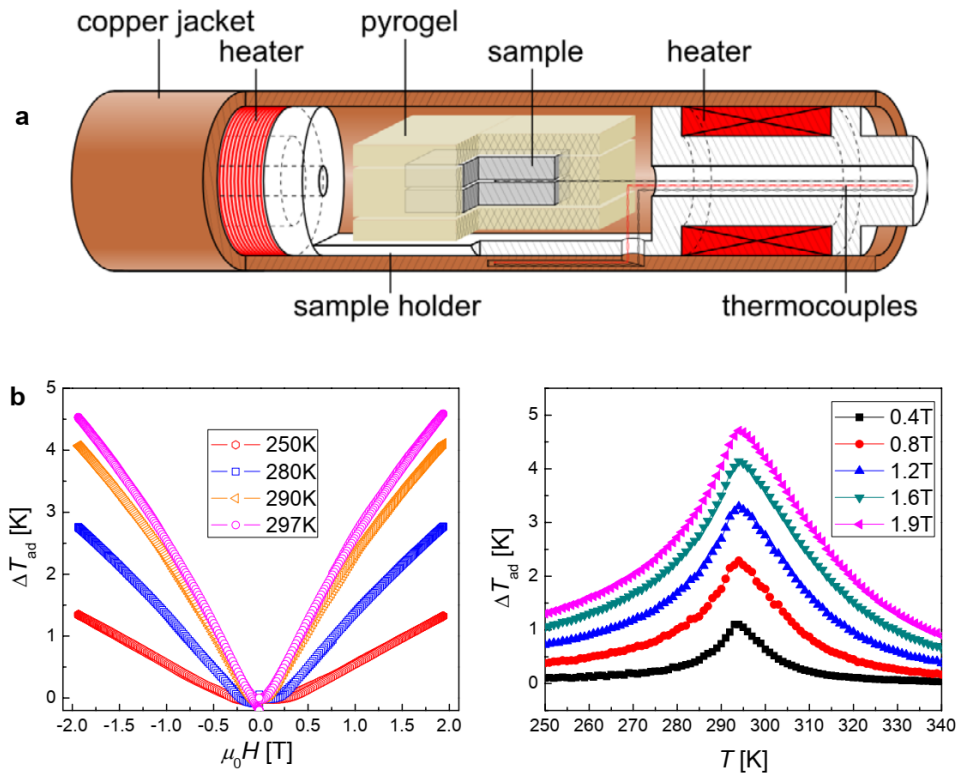 copper jacket
heater
pyrogel
sample
heater
a
sample holder
thermocouples
b
5
4
3
2
1
0
ΔT_ad [K]
250K
280K
290K
297K
-2.0 -1.5 -1.0 -0.5 0.0 0.5 1.0 1.5 2.0
μ₀H [T]
5
4
3
2
1
0
ΔT_ad [K]
0.4T
0.8T
1.2T
1.6T
1.9T
250 260 270 280 290 300 310 320 330 340
T [K]